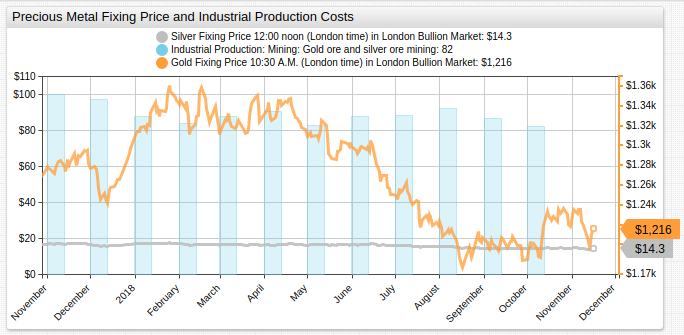 Precious Metal Fixing Price and Industrial Production Costs
Silver Fixing Price 12:00 noon (London time) in London Bullion Market: $14.3
Industrial Production: Mining: Gold ore and silver ore mining: 82
Gold Fixing Price 10:30 A.M. (London time) in London Bullion Market: $1,216
$110
$100
$80
$60
$40
$20
$0
$1.36k
$1.34k
$1.32k
$1.3k
$1.28k
$1.26k
$1.24k
$1,216
$14.3
$1.17k
November
December
2018
February
March
April
May
June
July
August
September
October
November
December